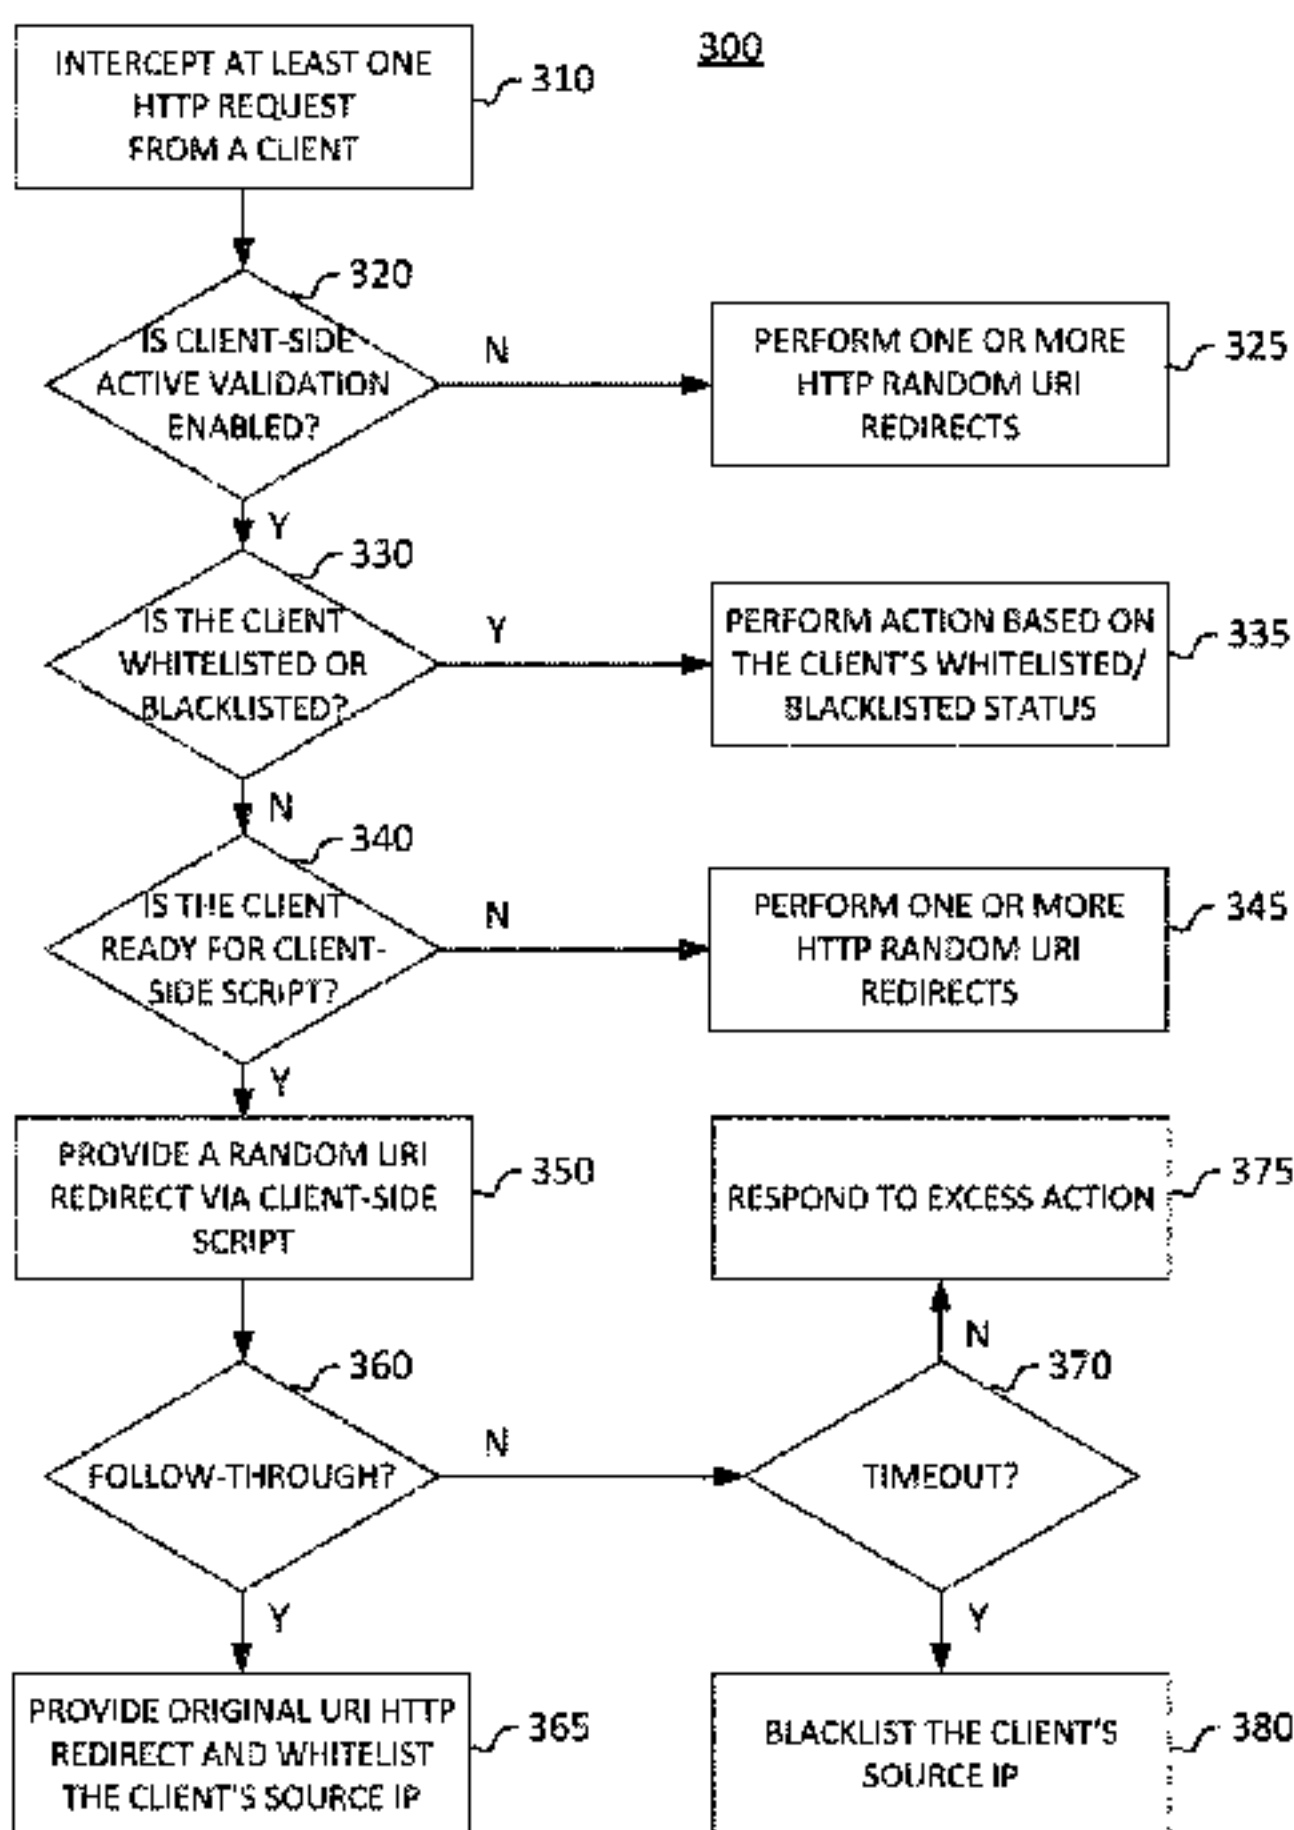 300
INTERCEPT AT LEAST ONE
HTTP REQUEST
FROM A CLIENT
310
320
IS CLIENT-SIDE
ACTIVE VALIDATION
ENABLED?
N
PERFORM ONE OR MORE
HTTP RANDOM URI
REDIRECTS
325
Y
330
IS THE CLIENT
WHITELISTED OR
BLACKLISTED?
Y
PERFORM ACTION BASED ON
THE CLIENT'S WHITELISTED/
BLACKLISTED STATUS
335
N
340
IS THE CLIENT
READY FOR CLIENT-
SIDE SCRIPT?
N
PERFORM ONE OR MORE
HTTP RANDOM URI
REDIRECTS
345
Y
PROVIDE A RANDOM URI
REDIRECT VIA CLIENT-SIDE
SCRIPT
350
RESPOND TO EXCESS ACTION
375
N
360
FOLLOW-THROUGH?
N
370
TIMEOUT?
Y
Y
PROVIDE ORIGINAL URI HTTP
REDIRECT AND WHITELIST
THE CLIENT'S SOURCE IP
365
BLACKLIST THE CLIENT'S
SOURCE IP
380